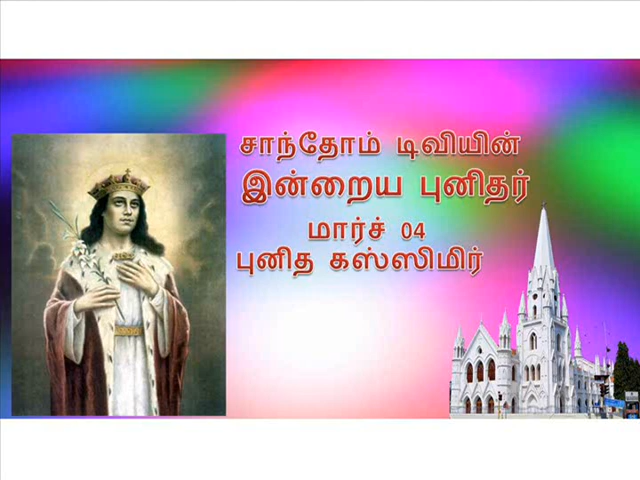 சாந்தோம் டிவியின்
இன்றைய புனிதர்
மார்ச் 04
புனித கஸ்ஸிமிர்